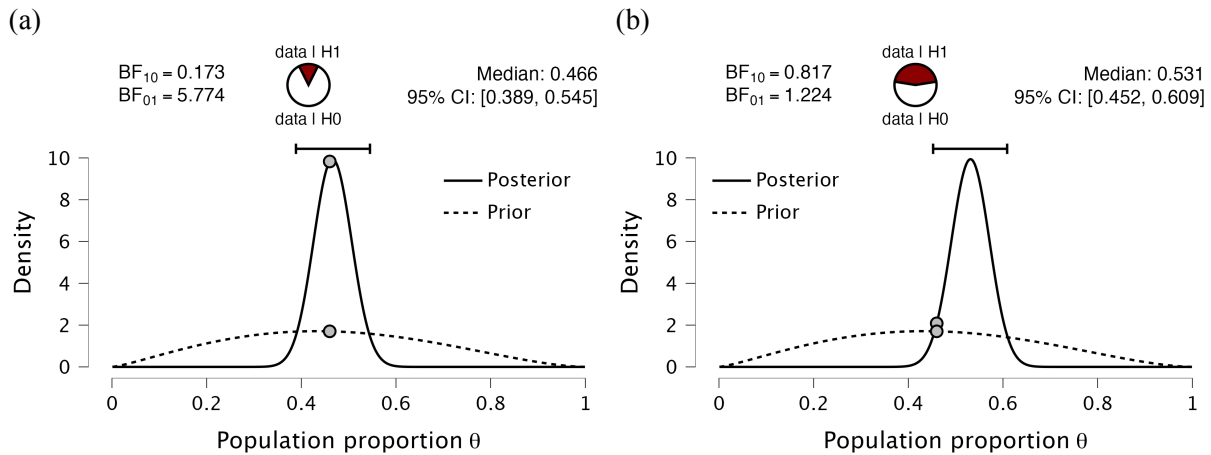 (a)
data | H1
BF10 = 0.173
BF01 = 5.774
Median: 0.466
95% CI: [0.389, 0.545]
data | H0
10
8
6
4
2
0
Density
Posterior
Prior
0 0.2 0.4 0.6 0.8 1
Population proportion θ
(b)
data | H1
BF10 = 0.817
BF01 = 1.224
Median: 0.531
95% CI: [0.452, 0.609]
data | H0
10
8
6
4
2
0
Density
Posterior
Prior
0 0.2 0.4 0.6 0.8 1
Population proportion θ